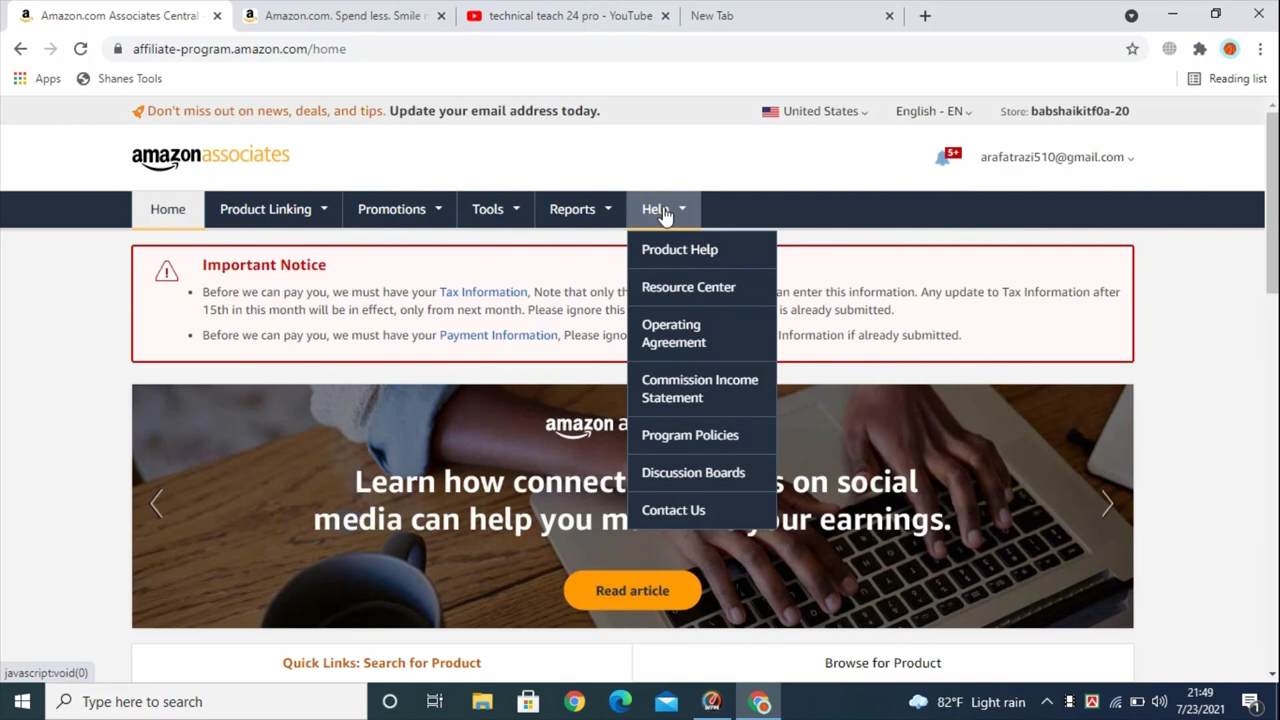 Amazon.com Associates Central -
Amazon.com. Spend less. Smile m
technical teach 24 pro - YouTube
New Tab
affiliate-program.amazon.com/home
Apps
Shanes Tools
Reading list
Don't miss out on news, deals, and tips. Update your email address today.
United States
English - EN
Store: babshaikitf0a-20
amazonassociates
5+
arafatrazi510@gmail.com
Home
Product Linking
Promotions
Tools
Reports
Help
Product Help
Resource Center
Operating
Agreement
Commission Income
Statement
Program Policies
Discussion Boards
Contact Us
Important Notice
Before we can pay you, we must have your Tax Information, Note that only th an enter this information. Any update to Tax Information after
15th in this month will be in effect, only from next month. Please ignore this is already submitted.
Before we can pay you, we must have your Payment Information, Please igno Information if already submitted.
amazon a
Learn how connect s on social
media can help you m our earnings.
Read article
Quick Links: Search for Product
Browse for Product
javascript:void(0)
Type here to search
82°F Light rain
21:49
7/23/2021
1